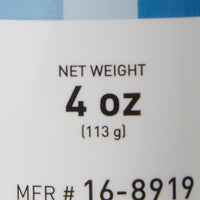 NET WEIGHT
4 oz
(113 g)
MFR # 16-8919